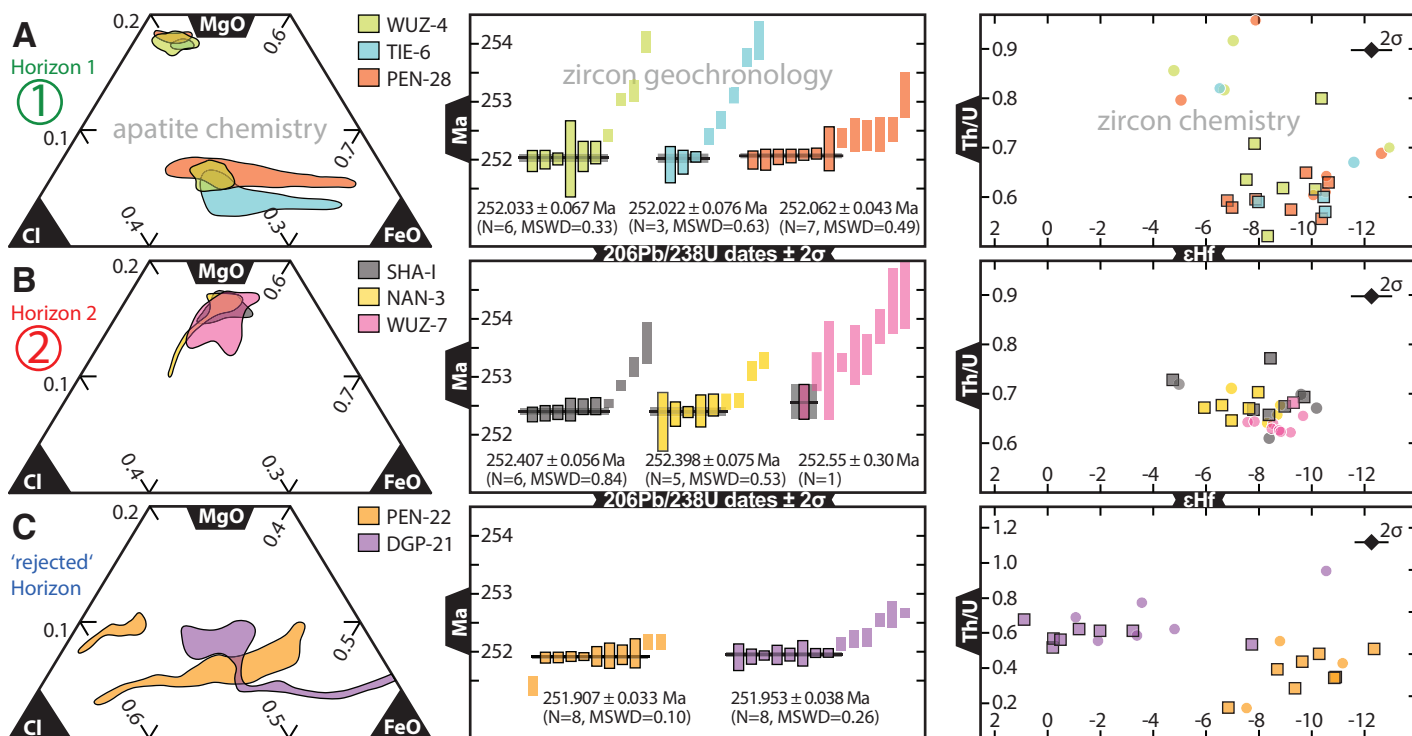 A
Horizon 1
1
0.2
MgO
0.6
WUZ-4
TIE-6
PEN-28
apatite chemistry
0.1
0.7
Cl
0.4
0.3
FeO
254
253
252
Ma
zircon geochronology
252.033 ± 0.067 Ma
(N=6, MSWD=0.33)
252.022 ± 0.076 Ma
(N=3, MSWD=0.63)
252.062 ± 0.043 Ma
(N=7, MSWD=0.49)
206Pb/238U dates ± 2σ
0.9
0.8
0.7
0.6
Th/U
zircon chemistry
2σ
2
0
-2
-4
-6
-8
-10
-12
εHf
B
Horizon 2
2
0.2
MgO
0.6
SHA-I
NAN-3
WUZ-7
0.1
0.7
Cl
0.4
0.3
FeO
254
253
252
Ma
252.407 ± 0.056 Ma
(N=6, MSWD=0.84)
252.398 ± 0.075 Ma
(N=5, MSWD=0.53)
252.55 ± 0.30 Ma
(N=1)
206Pb/238U dates ± 2σ
0.9
0.8
0.7
0.6
Th/U
2σ
2
0
-2
-4
-6
-8
-10
-12
εHf
C
‘rejected‘
Horizon
0.2
MgO
0.4
PEN-22
DGP-21
0.1
0.5
Cl
0.6
0.5
FeO
254
253
252
Ma
251.907 ± 0.033 Ma
(N=8, MSWD=0.10)
251.953 ± 0.038 Ma
(N=8, MSWD=0.26)
1.2
1.0
0.8
0.6
0.4
0.2
Th/U
2σ
2
0
-2
-4
-6
-8
-10
-12